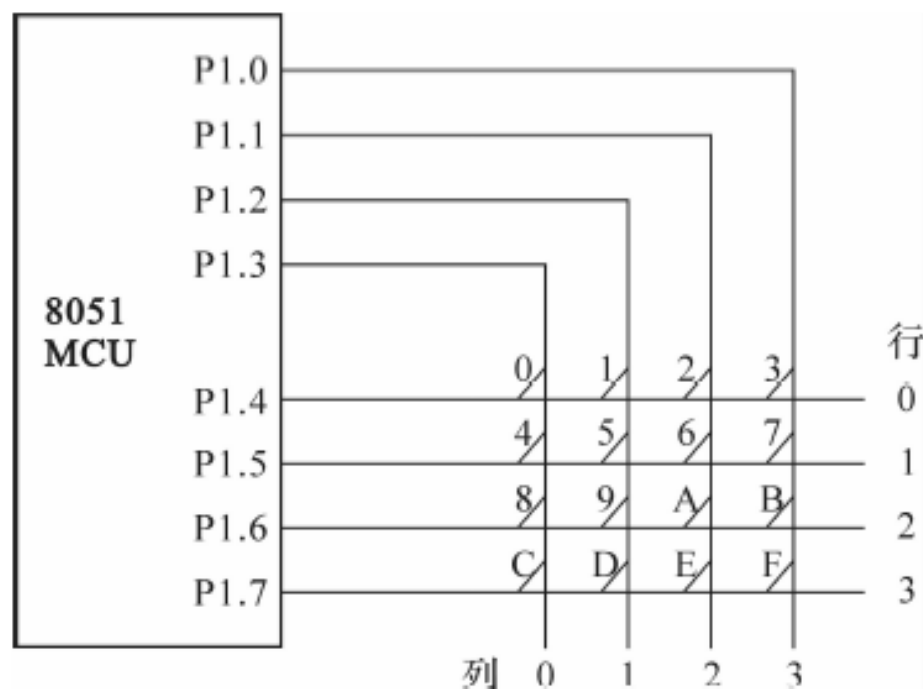 P1.0
P1.1
P1.2
P1.3
8051
MCU
行
0 1 2 3
P1.4 0
4 5 6 7
P1.5 1
8 9 A B
P1.6 2
C D E F
P1.7 3
列 0 1 2 3